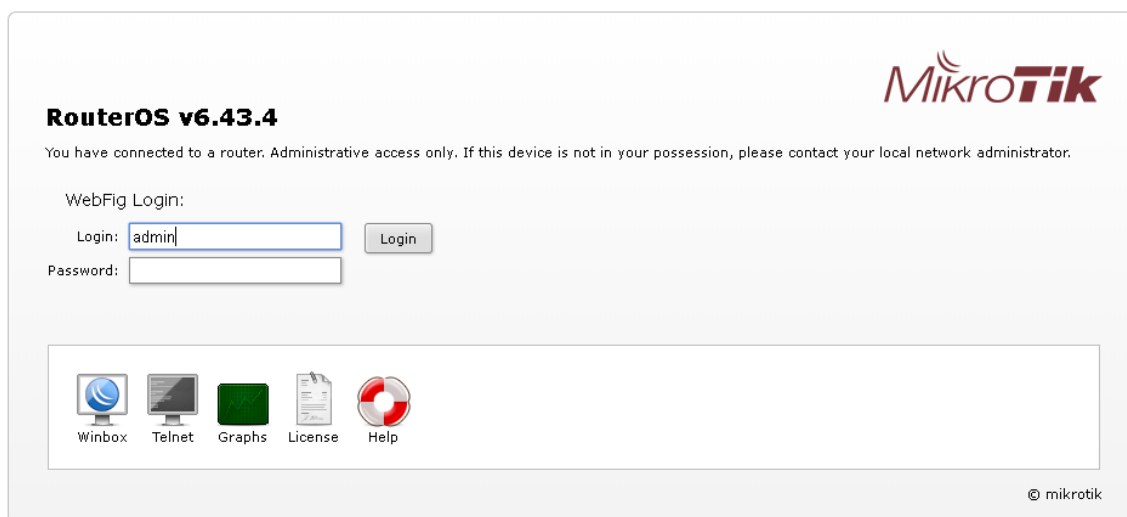 MikroTik
RouterOS v6.43.4
You have connected to a router. Administrative access only. If this device is not in your possession, please contact your local network administrator.
WebFig Login:
Login: admin Login
Password:
Winbox Telnet Graphs License Help
© mikrotik